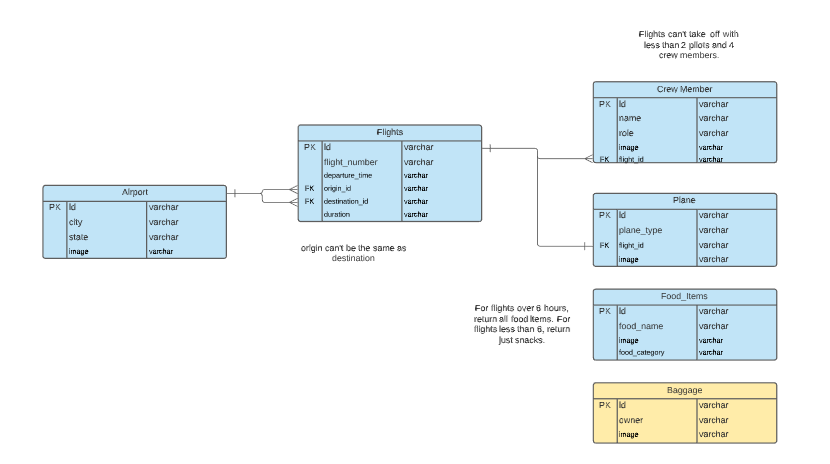 Flights can't take off with
less than 2 pilots and 4
crew members.
Crew Member
PK Id varchar
name varchar
role varchar
image varchar
FK flight_id varchar
Flights
PK Id varchar
flight_number varchar
departure_time varchar
FK origin_id varchar
FK destination_id varchar
duration varchar
Airport
PK Id varchar
city varchar
state varchar
image varchar
origin can't be the same as
destination
Plane
PK Id varchar
plane_type varchar
FK flight_id varchar
image varchar
For flights over 6 hours,
return all food items. For
flights less than 6, return
just snacks.
Food_Items
PK Id varchar
food_name varchar
image varchar
food_category varchar
Baggage
PK Id varchar
owner varchar
image varchar